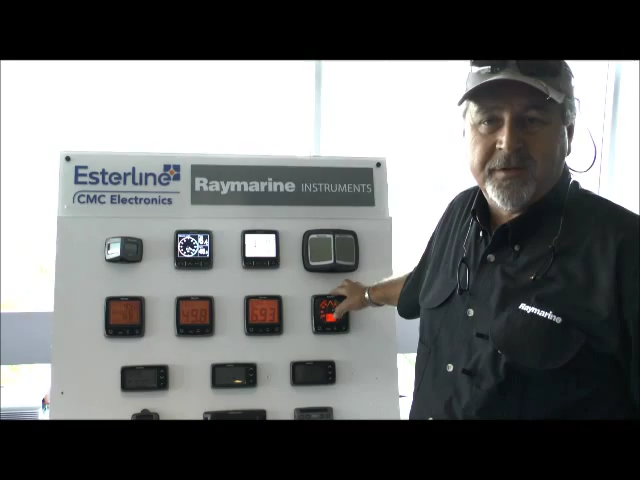 Esterline
CMC Electronics
Raymarine INSTRUMENTS
498
693
Raymarine